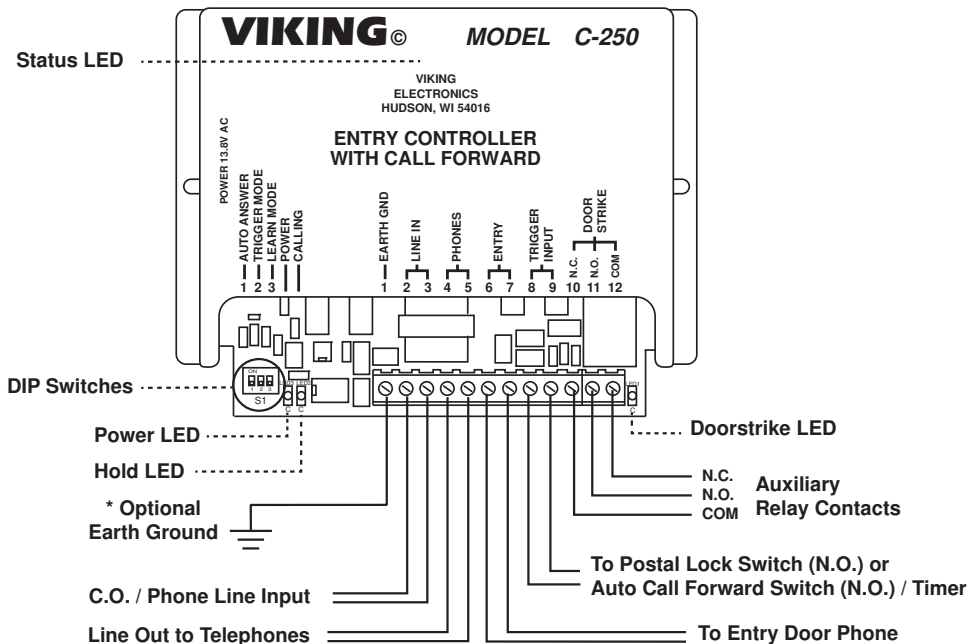 VIKING©
MODEL C-250
Status LED
VIKING
ELECTRONICS
HUDSON, WI 54016
ENTRY CONTROLLER
WITH CALL FORWARD
POWER 13.8V AC
1 AUTO ANSWER
2 TRIGGER MODE
3 LEARN MODE
POWER
CALLING
1 EARTH GND
2 3 LINE IN
4 5 PHONES
6 7 ENTRY
8 9 TRIGGER INPUT
DOOR STRIKE
10 N.C.
11 N.O.
12 COM
DIP Switches
ON
1 2 3
S1
LED3 LED2
C C
LED1
C
Power LED
Hold LED
Doorstrike LED
* Optional
Earth Ground
N.C.
N.O.
COM
Auxiliary
Relay Contacts
C.O. / Phone Line Input
To Postal Lock Switch (N.O.) or
Auto Call Forward Switch (N.O.) / Timer
Line Out to Telephones
To Entry Door Phone